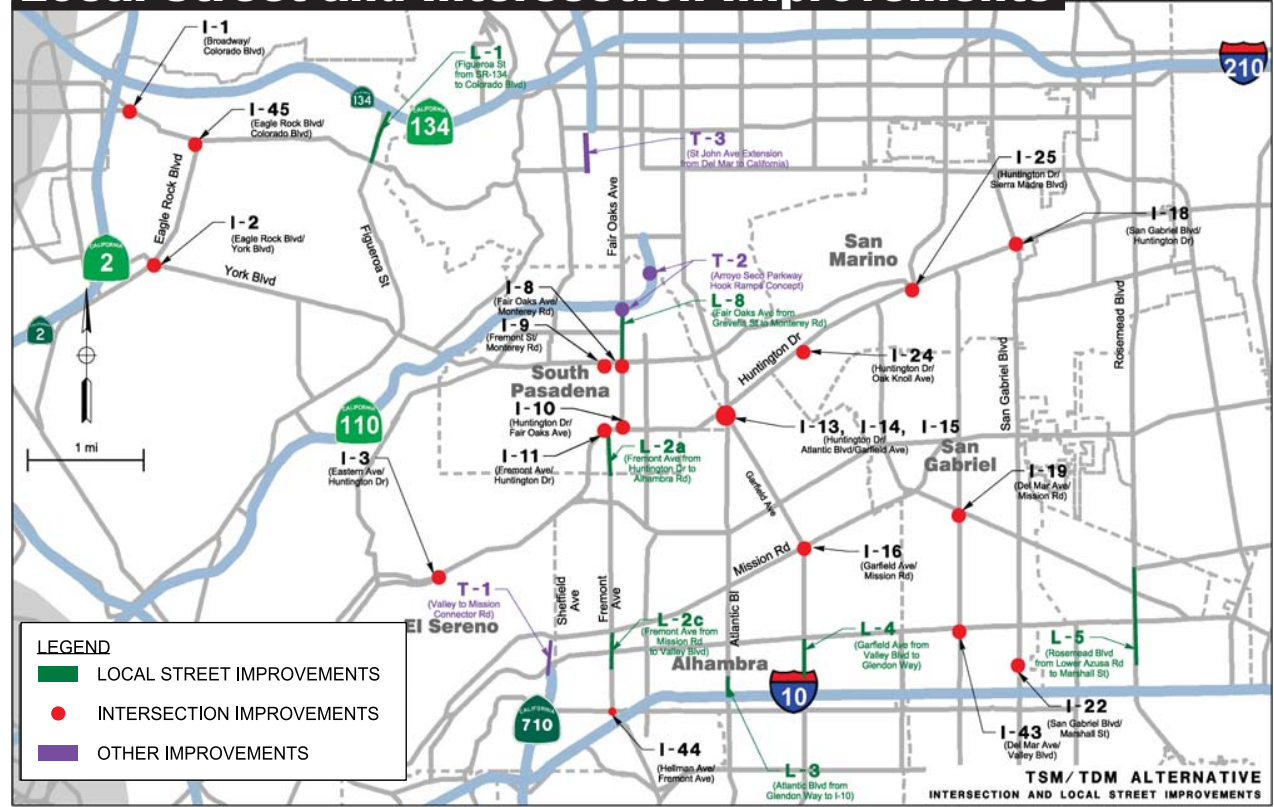 Local Street and Intersection Improvements
I-1
(Broadway/
Colorado Blvd)
L-1
(Figueroa St
from SR-134
to Colorado Blvd)
CALIFORNIA
210
134
CALIFORNIA
134
I-45
(Eagle Rock Blvd/
Colorado Blvd)
T-3
(St John Ave Extension
from Del Mar to California)
I-25
(Huntington Dr/
Sierra Madre Blvd)
Eagle Rock Blvd
Fair Oaks Ave
I-2
(Eagle Rock Blvd/
York Blvd)
I-18
(San Gabriel Blvd/
Huntington Dr)
San
Marino
CALIFORNIA
2
York Blvd
Figueroa St
T-2
(Arroyo Seco Parkway
Hook Ramps Concept)
I-8
(Fair Oaks Ave/
Monterey Rd)
L-8
(Fair Oaks Ave from
Grevelia St to Monterey Rd)
2
I-9
(Fremont St/
Monterey Rd)
Rosemead Blvd
Huntington Dr
I-24
(Huntington Dr/
Oak Knoll Ave)
San Gabriel Blvd
South
Pasadena
CALIFORNIA
110
I-10
(Huntington Dr/
Fair Oaks Ave)
I-13, I-14, I-15
(Huntington Dr/
Atlantic Blvd/Garfield Ave)
1 mi
I-3
(Eastern Ave/
Huntington Dr)
I-11
(Fremont Ave/
Huntington Dr)
L-2a
(Fremont Ave from
Huntington Dr to
Alhambra Rd)
San
Gabriel
I-19
(Del Mar Ave/
Mission Rd)
Garfield Ave
I-16
(Garfield Ave/
Mission Rd)
Mission Rd
T-1
(Valley to Mission
Connector Rd)
Sheffield
Ave
Fremont
Ave
Atlantic Bl
El Sereno
L-2c
(Fremont Ave from
Mission Rd
to Valley Blvd)
L-4
(Garfield Ave from
Valley Blvd to
Glendon Way)
L-5
(Rosemead Blvd
from Lower Azusa Rd
to Marshall St)
Alhambra
10
CALIFORNIA
710
I-22
(San Gabriel Blvd/
Marshall St)
I-43
(Del Mar Ave/
Valley Blvd)
I-44
(Hellman Ave/
Fremont Ave)
L-3
(Atlantic Blvd from
Glendon Way to I-10)
LEGEND
LOCAL STREET IMPROVEMENTS
INTERSECTION IMPROVEMENTS
OTHER IMPROVEMENTS
TSM/TDM ALTERNATIVE
INTERSECTION AND LOCAL STREET IMPROVEMENTS